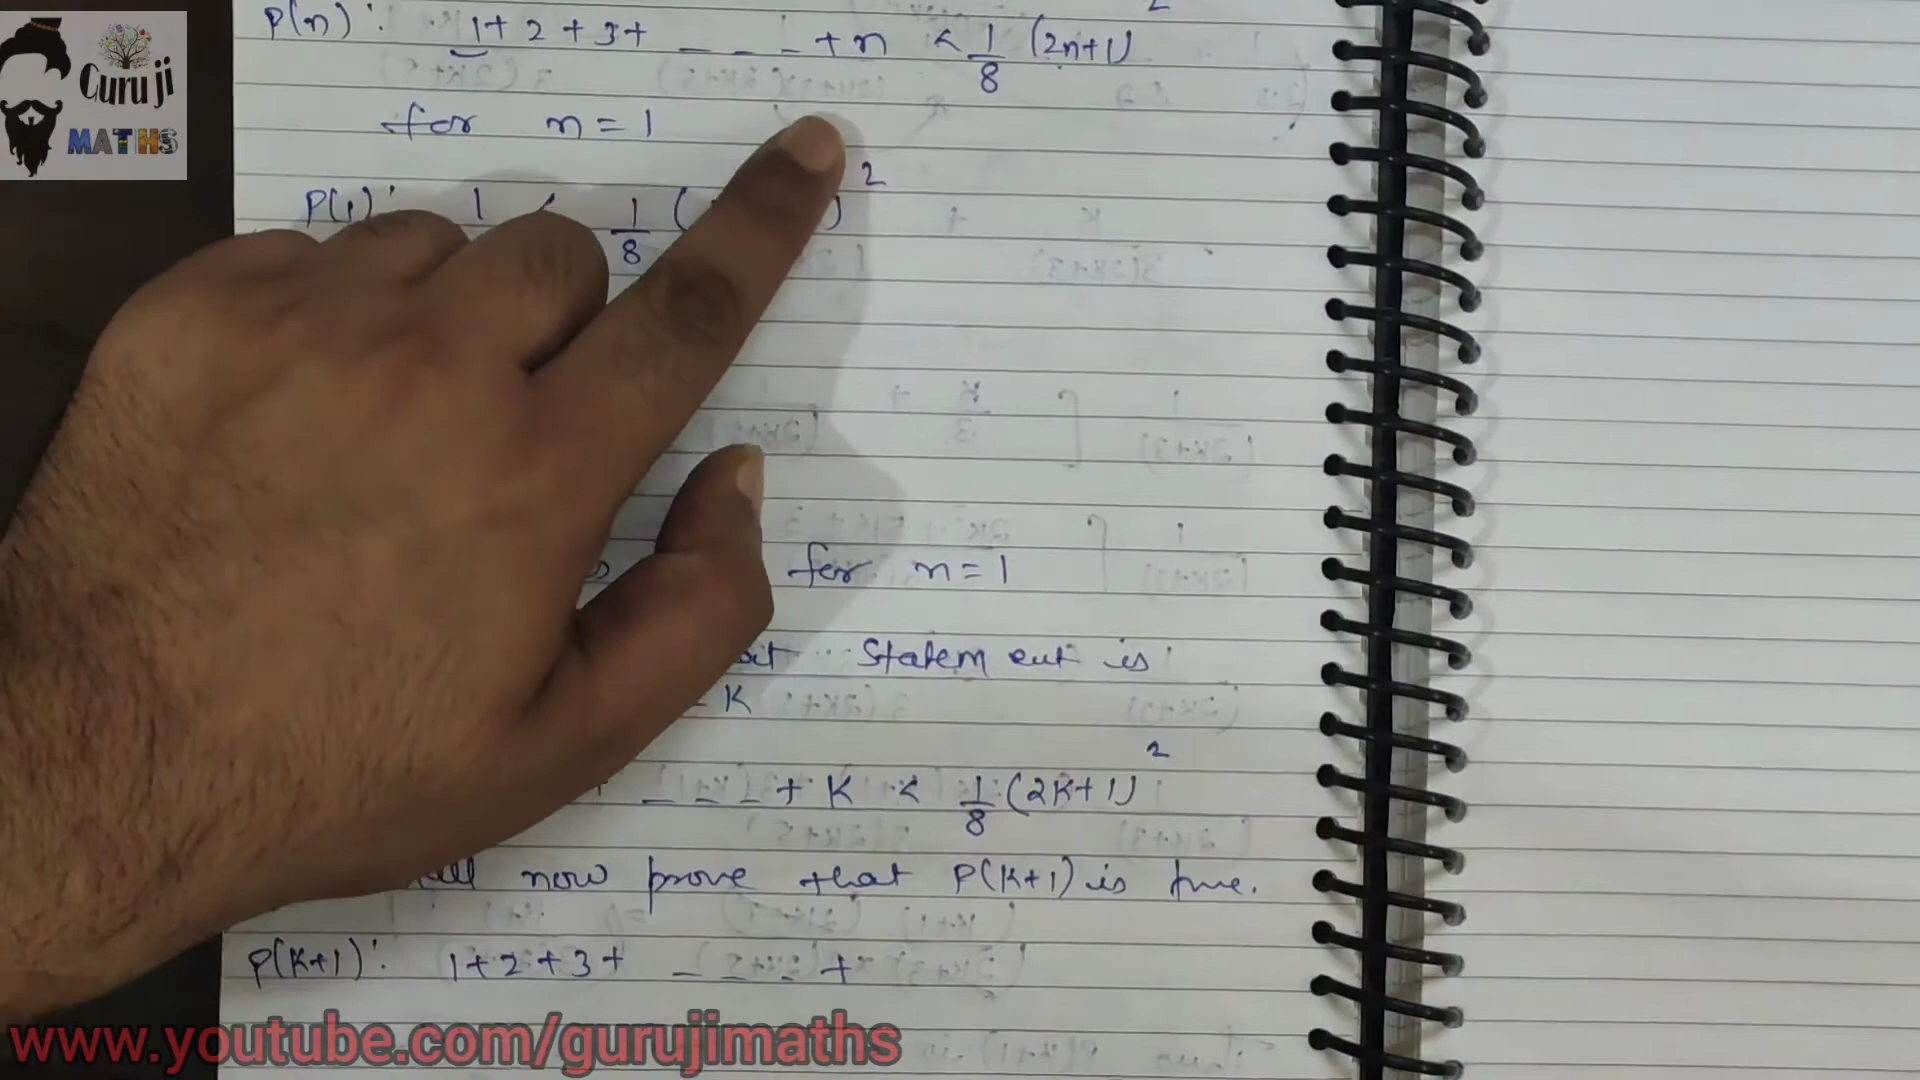 Guru ji
MATHS
P(n): 1+2+3+ - - - +n < 1/8 (2n+1)²
for n=1
P(1): 1 < 1/8 ( )²
for n=1
Statement is
K
- - - + K < 1/8 (2K+1)²
now prove that P(K+1) is true.
P(K+1): 1+2+3+ - - - - +
www.youtube.com/gurujimaths